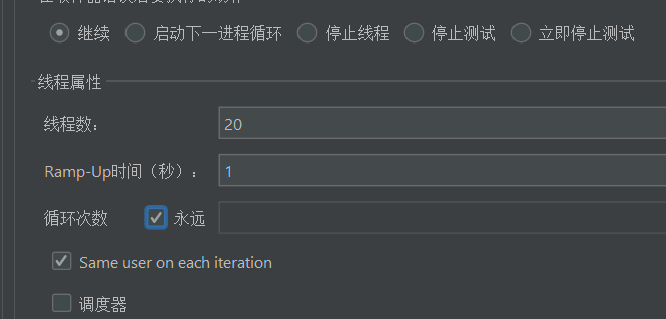 继续 启动下一进程循环 停止线程 停止测试 立即停止测试
线程属性
线程数：
20
Ramp-Up时间（秒）：
1
循环次数 永远
Same user on each iteration
调度器